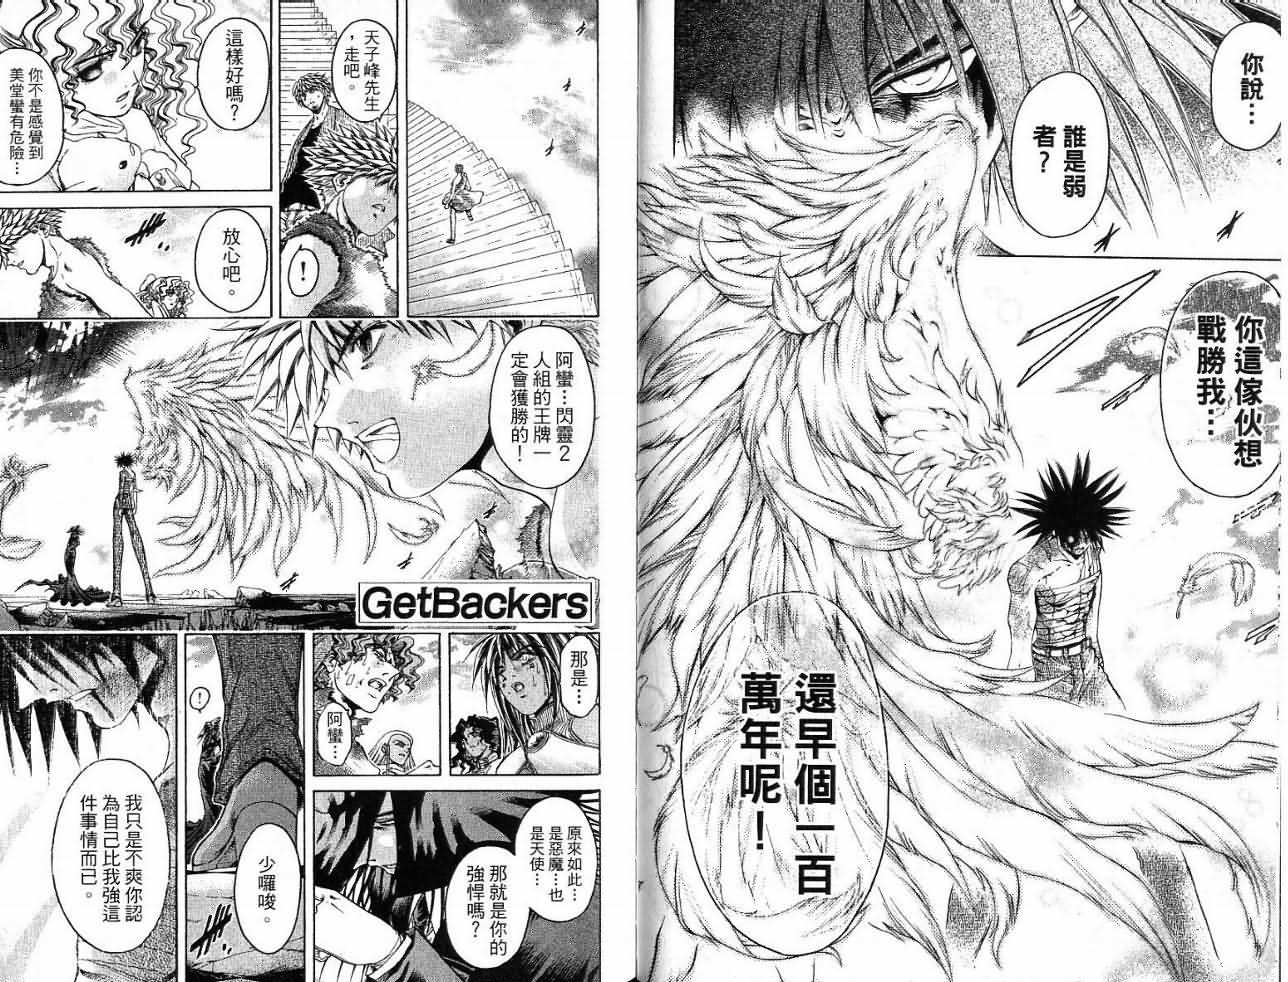 你說…
誰是弱
者?
你這傢伙想
戰勝我…
還早個一百
萬年呢!
天子峰先生
,走吧。
!
這樣好嗎?
你不是感覺到
美堂蠻有危險…
放心吧。
阿蠻…閃靈2
人組的王牌一
定會獲勝的!
GetBackers
那是…
阿蠻…
!
原來如此…
是惡魔…也
是天使…
那就是你的
強悍嗎?
少囉唆。
我只是不爽你認
為自己比我強這
件事情而已。